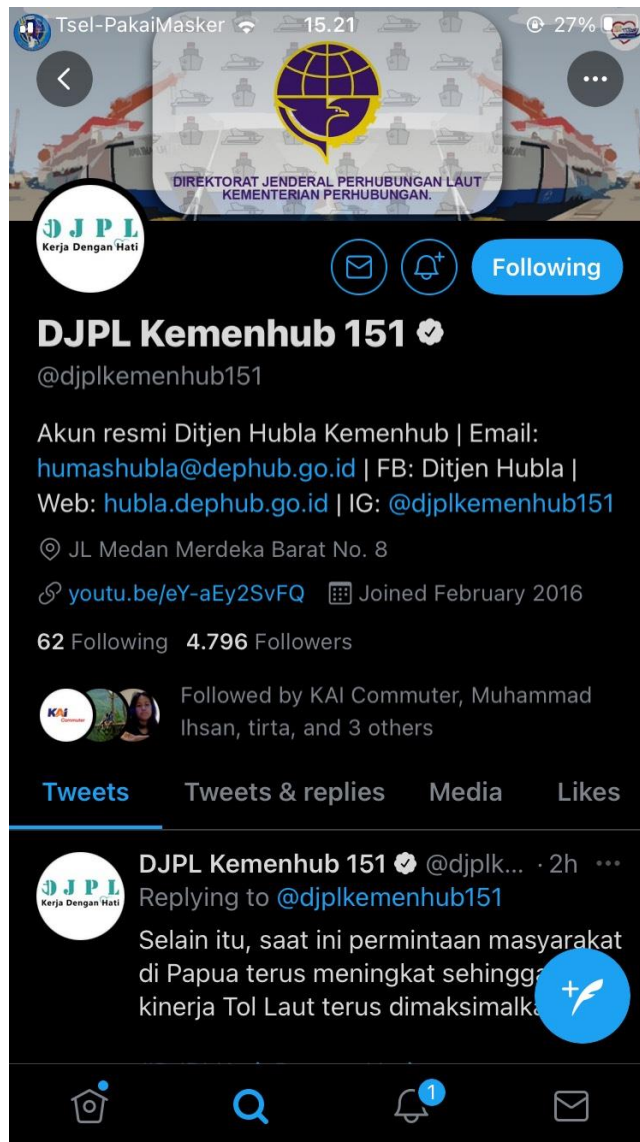 Tsel-PakaiMasker 15.21 27%
DIREKTORAT JENDERAL PERHUBUNGAN LAUT
KEMENTERIAN PERHUBUNGAN.
DJPL
Kerja Dengan Hati
Following
DJPL Kemenhub 151
@djplkemenhub151
Akun resmi Ditjen Hubla Kemenhub | Email:
humashubla@dephub.go.id | FB: Ditjen Hubla |
Web: hubla.dephub.go.id | IG: @djplkemenhub151
JL Medan Merdeka Barat No. 8
youtu.be/eY-aEy2SvFQ Joined February 2016
62 Following 4.796 Followers
KAI Commuter
Followed by KAI Commuter, Muhammad
Ihsan, tirta, and 3 others
Tweets Tweets & replies Media Likes
DJPL
Kerja Dengan Hati
DJPL Kemenhub 151 @djplk... · 2h
Replying to @djplkemenhub151
Selain itu, saat ini permintaan masyarakat
di Papua terus meningkat sehingga
kinerja Tol Laut terus dimaksimalka
1